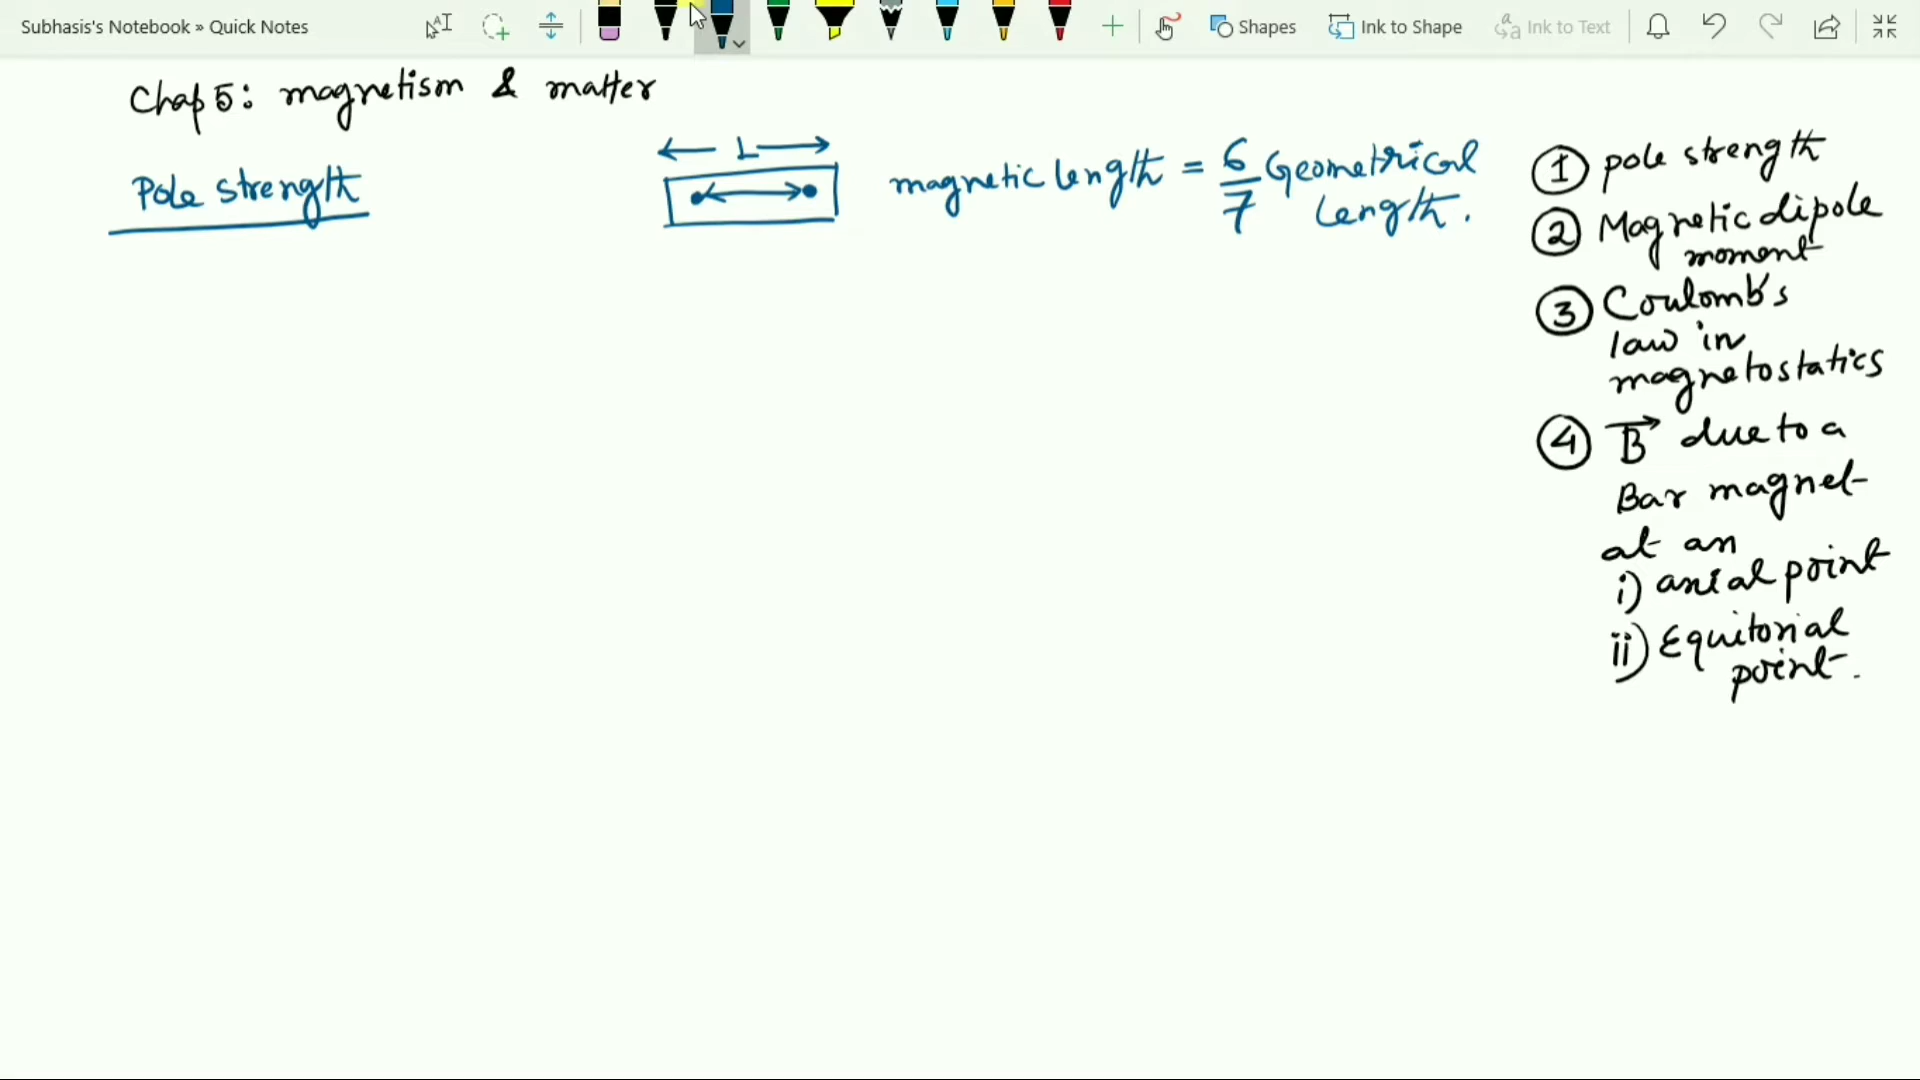 Subhasis's Notebook » Quick Notes
Shapes
Ink to Shape
Ink to Text
Chap 5: magnetism & matter
Pole strength
L
magnetic length = 6/7 Geometrical length.
① pole strength
② Magnetic dipole
moment
③ Coulomb's
law in
magnetostatics
④ B⃗ due to a
Bar magnet
at an
i) axial point
ii) Equitorial
point.